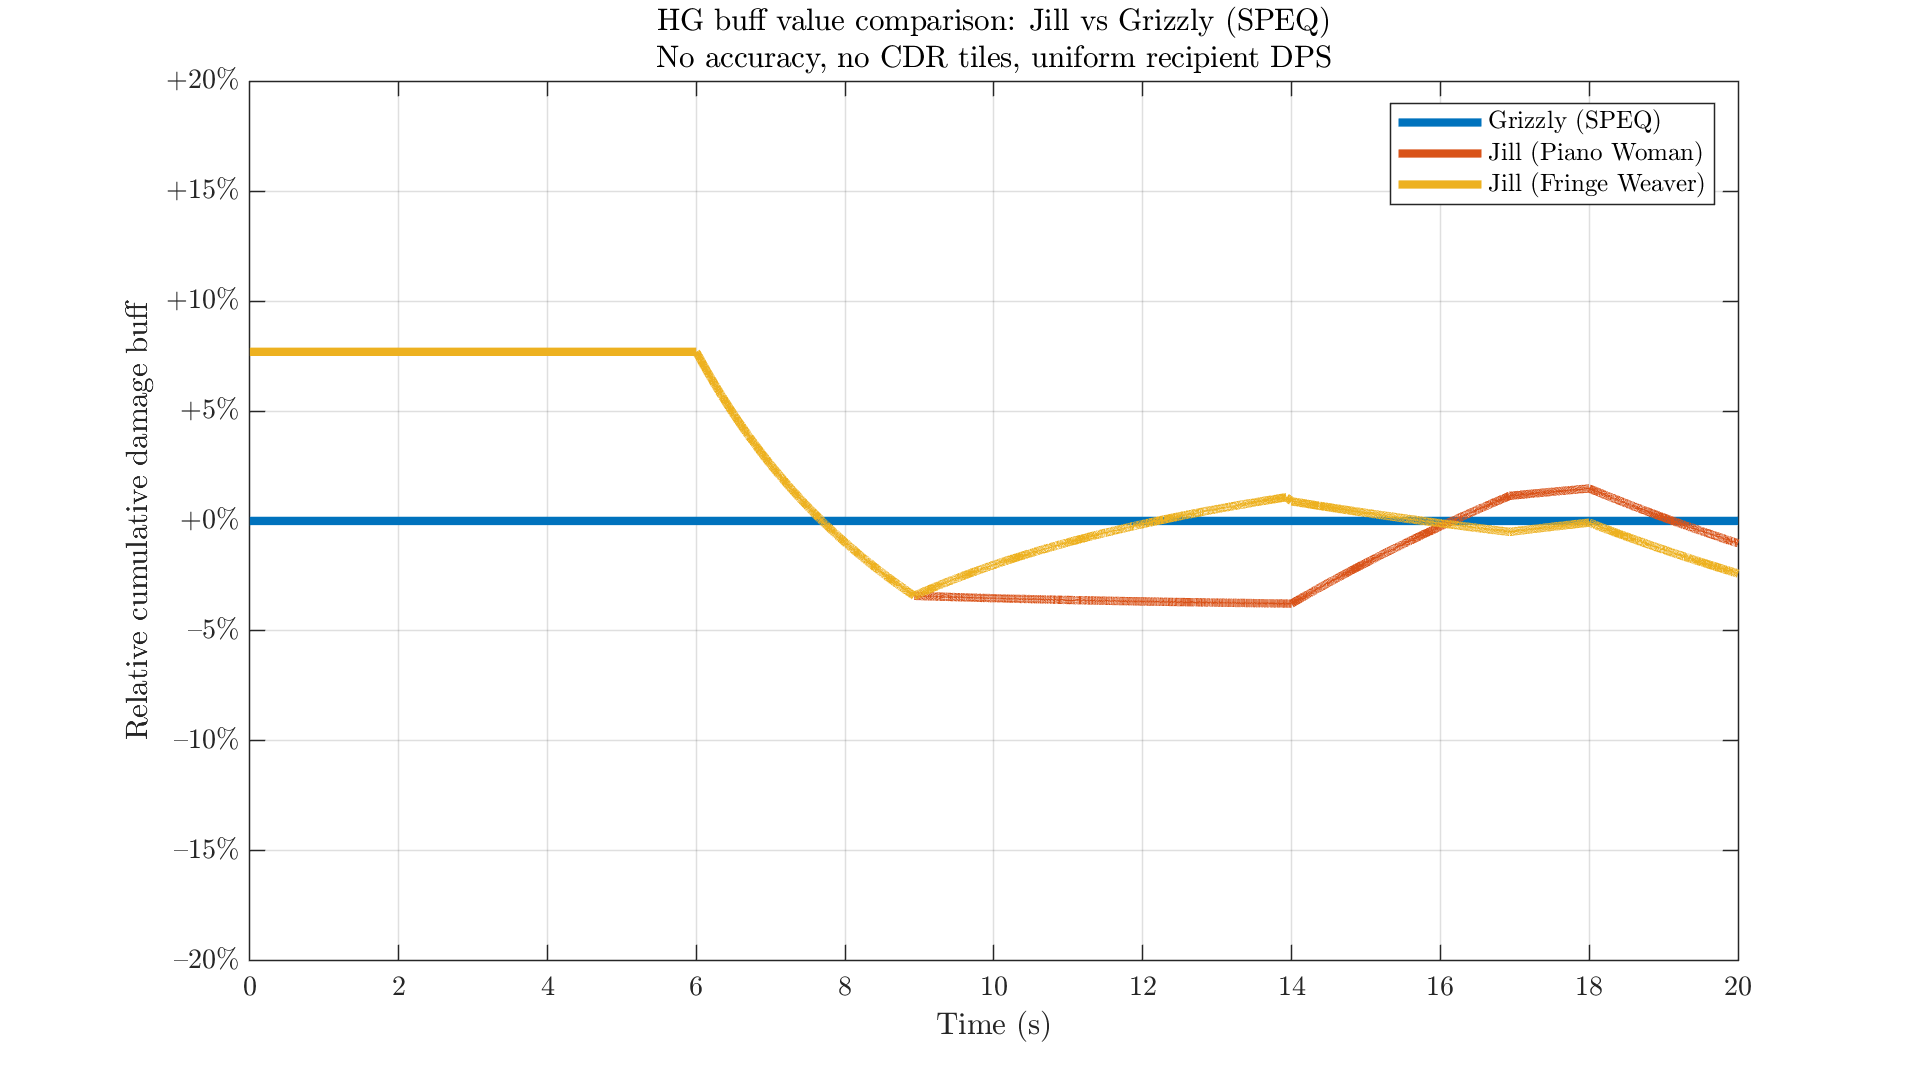 HG buff value comparison: Jill vs Grizzly (SPEQ)
No accuracy, no CDR tiles, uniform recipient DPS
+20%
+15%
+10%
+5%
+0%
–5%
–10%
–15%
–20%
Relative cumulative damage buff
Grizzly (SPEQ)
Jill (Piano Woman)
Jill (Fringe Weaver)
0 2 4 6 8 10 12 14 16 18 20
Time (s)